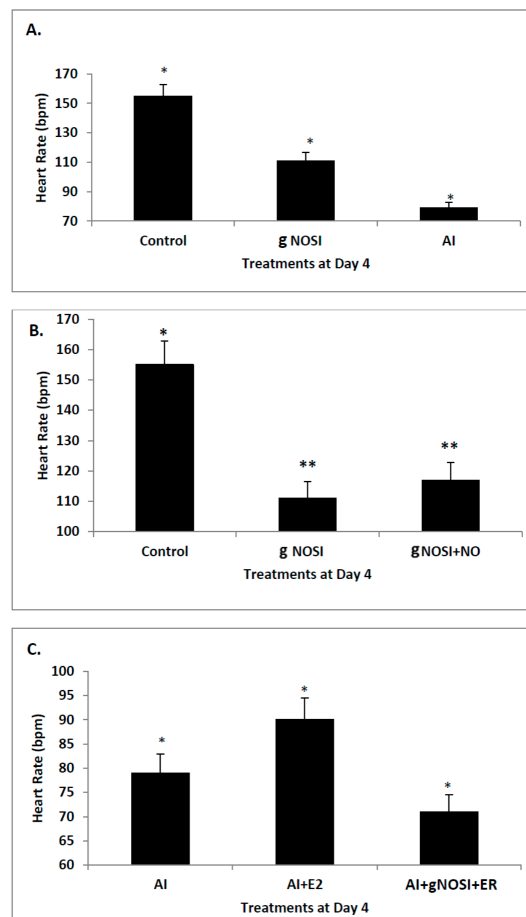 A.
Heart Rate (bpm)
170
150
130
110
90
70
*
*
*
Control
g NOSI
AI
Treatments at Day 4
B.
Heart Rate (bpm)
170
160
150
140
130
120
110
100
*
**
**
Control
g NOSI
gNOSI+NO
Treatments at Day 4
C.
Heart Rate (bpm)
100
95
90
85
80
75
70
65
60
*
*
*
AI
AI+E2
AI+gNOSI+ER
Treatments at Day 4